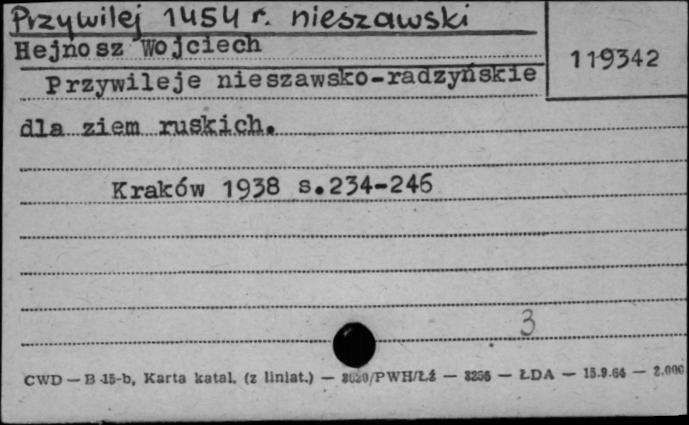 Przywilej 1454 r. nieszawski
Hejnosz Wojciech
119342
Przywileje nieszawsko-radzyńskie
dla ziem ruskich.
Kraków 1938 s.234-246
3
CWD — B 15-b, Karta katal. (z liniat.) — /PWH/Łź — 3256 — ŁDA — 15.9.64 — 2.000